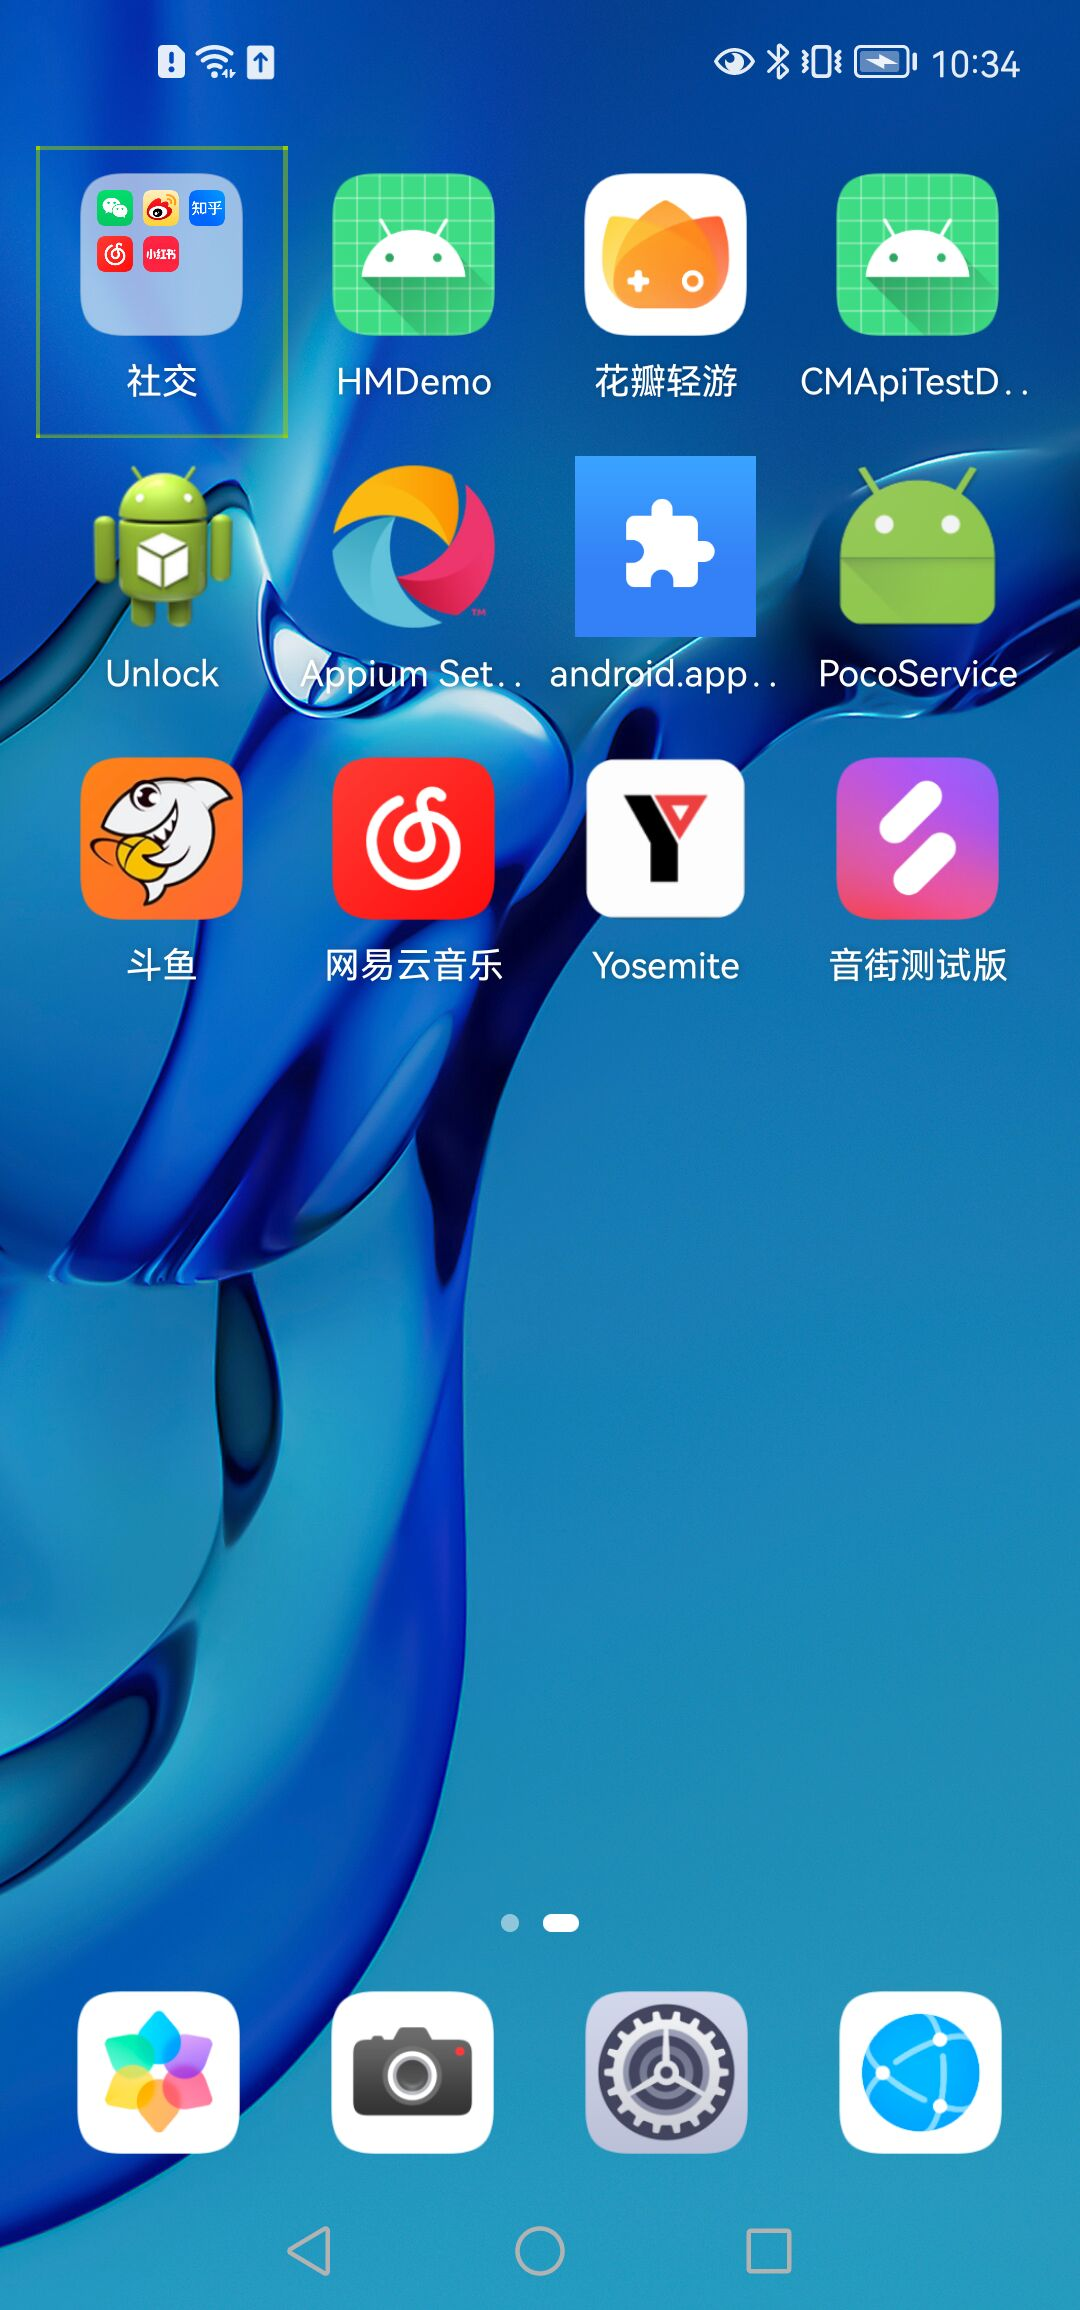 10:34
知乎
小红书
社交
HMDemo
花瓣轻游
CMApiTestD..
Unlock
Appium Set..
android.app..
PocoService
TM
斗鱼
网易云音乐
Yosemite
音街测试版